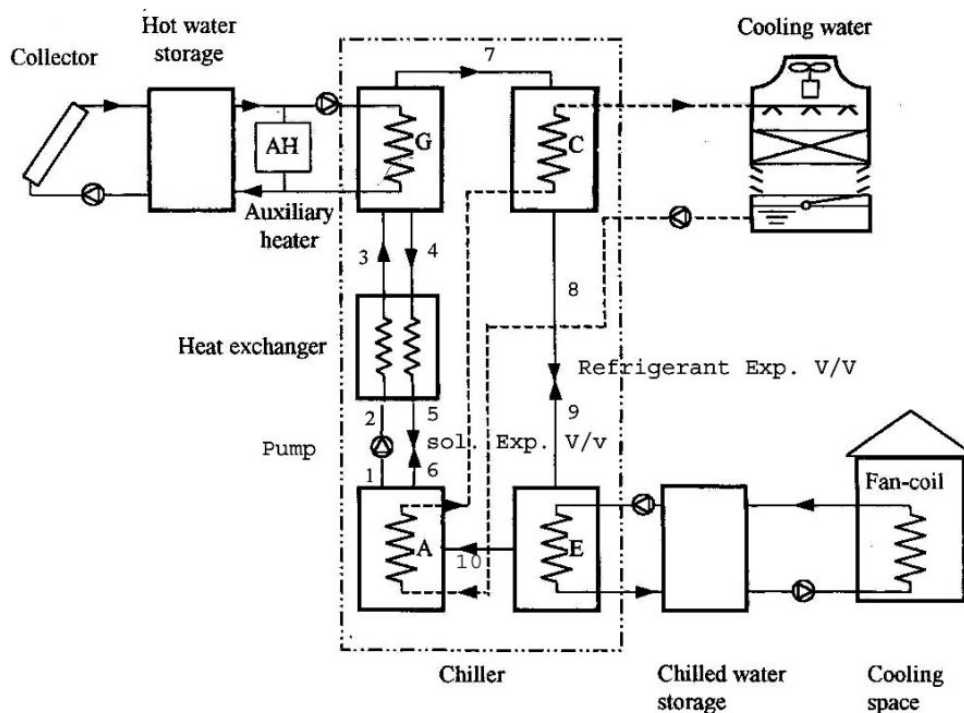 Hot water
storage
Collector
Cooling water
7
G
C
AH
Auxiliary
heater
3
4
8
Heat exchanger
Refrigerant Exp. V/V
2
5
9
Pump
sol. Exp. V/v
1
6
Fan-coil
A
10
E
Chiller
Chilled water
storage
Cooling
space